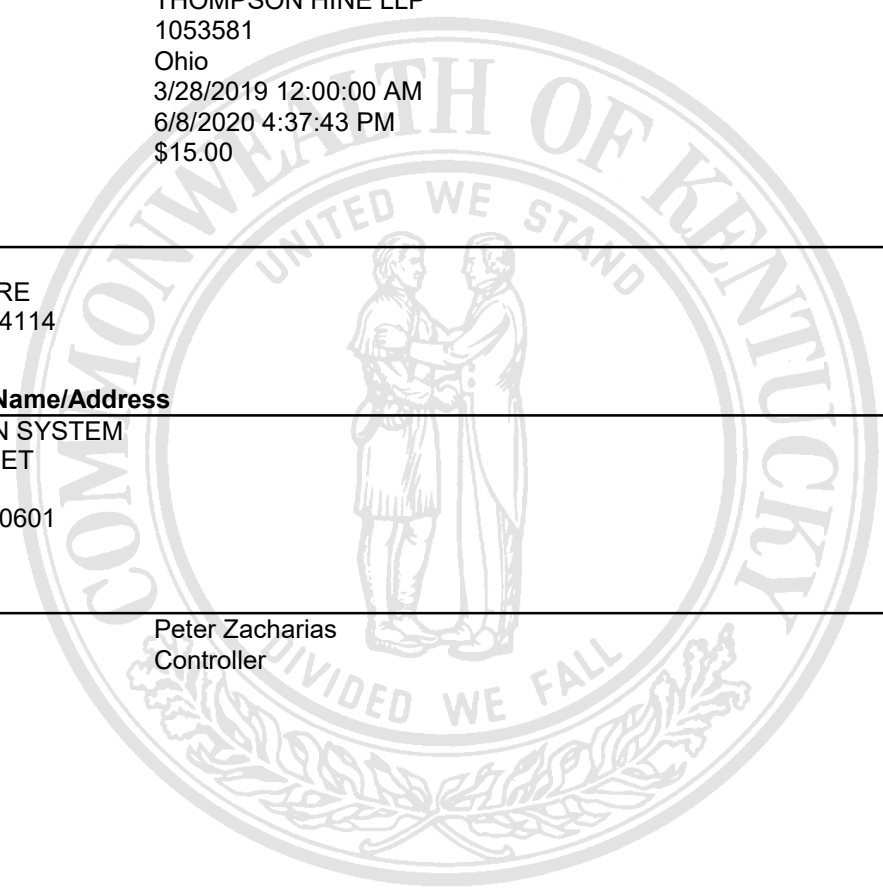 THOMPSON HINE LLP
1053581
Ohio
3/28/2019 12:00:00 AM
6/8/2020 4:37:43 PM
$15.00
COMMONWEALTH OF KENTUCKY
UNITED WE STAND
RE
4114
Name/Address
N SYSTEM
ET
0601
Peter Zacharias
Controller
DIVIDED WE FALL